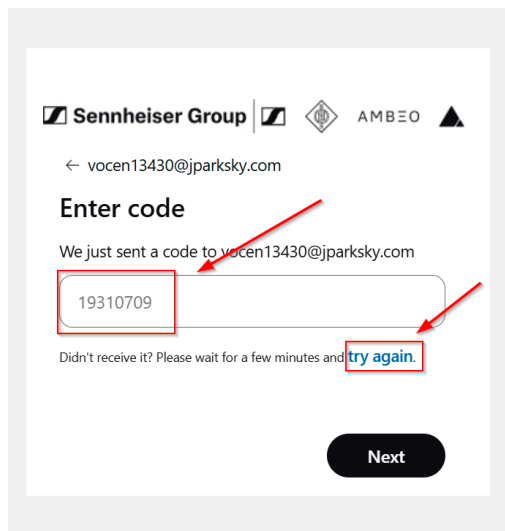 Sennheiser Group AMBEO
← vocen13430@jparksky.com
Enter code
We just sent a code to vocen13430@jparksky.com
19310709
Didn't receive it? Please wait for a few minutes and try again.
Next